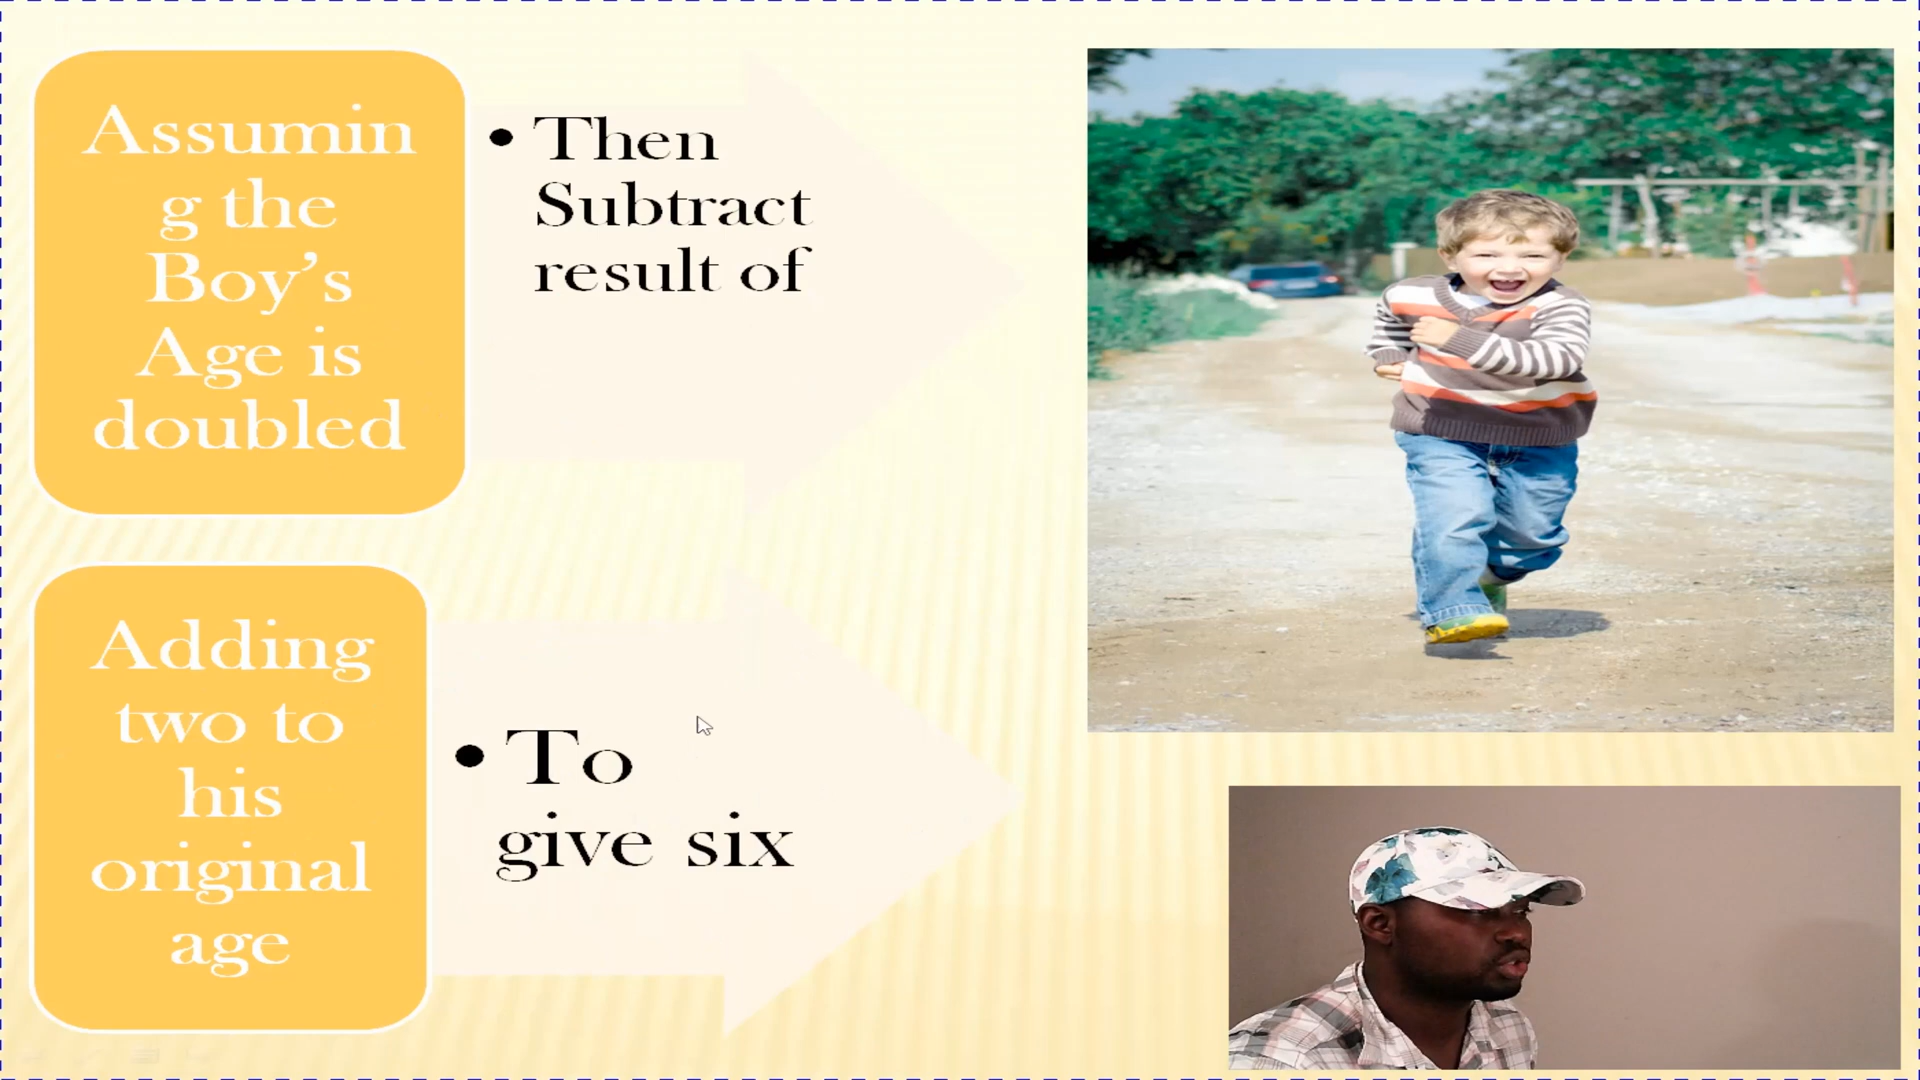 Assumin
g the
Boy’s
Age is
doubled
• Then
Subtract
result of
Adding
two to
his
original
age
• To
give six